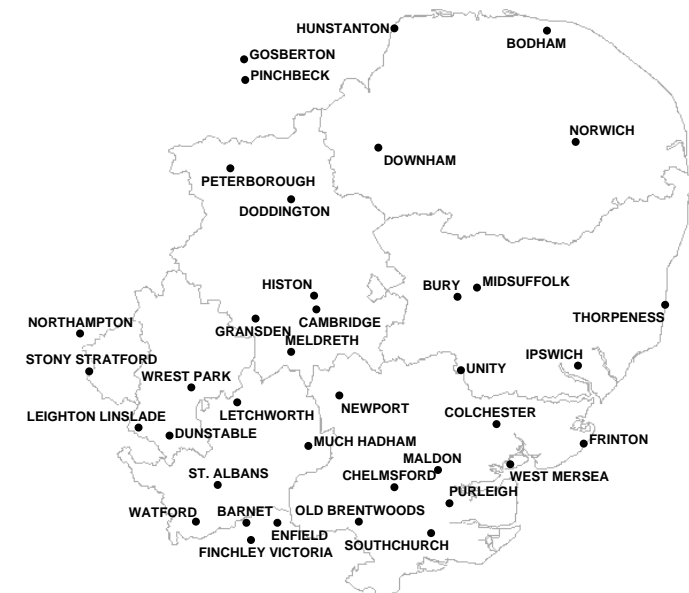 HUNSTANTON
BODHAM
GOSBERTON
PINCHBECK
NORWICH
DOWNHAM
PETERBOROUGH
DODDINGTON
HISTON
BURY
MIDSUFFOLK
CAMBRIDGE
THORPENESS
NORTHAMPTON
GRANSDEN
MELDRETH
STONY STRATFORD
IPSWICH
WREST PARK
UNITY
NEWPORT
LETCHWORTH
COLCHESTER
LEIGHTON LINSLADE
DUNSTABLE
MUCH HADHAM
FRINTON
MALDON
ST. ALBANS
CHELMSFORD
WEST MERSEA
PURLEIGH
WATFORD
BARNET
OLD BRENTWOODS
ENFIELD
SOUTHCHURCH
FINCHLEY VICTORIA